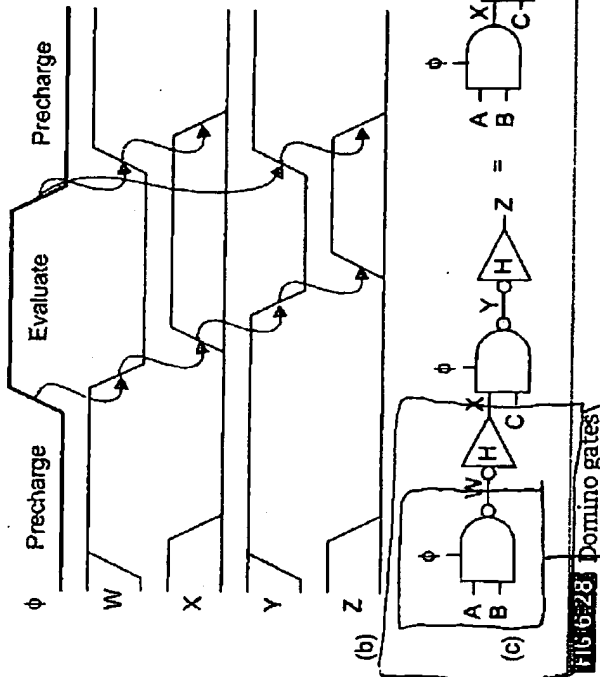 Precharge Evaluate Precharge
ϕ
W
X
Y
Z
(b)
ϕ ϕ ϕ
A B W H X C Y H Z = A B X C
(c)
FIG 6.28 Domino gates